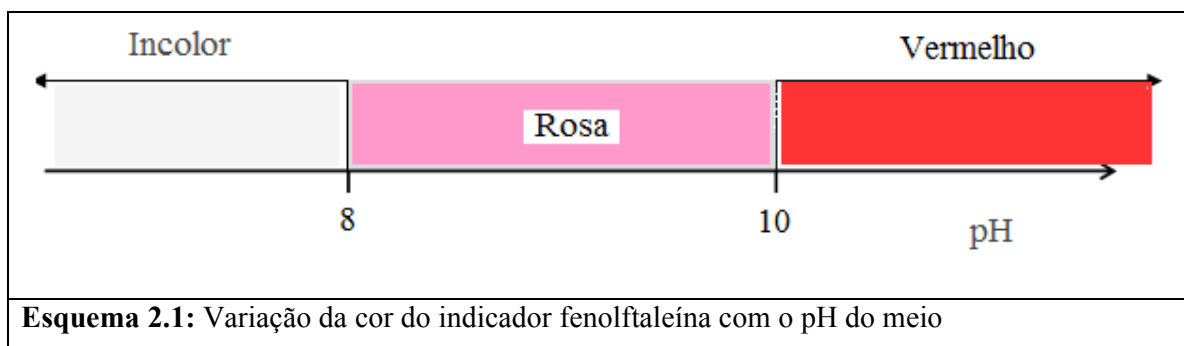 Incolor
Vermelho
Rosa
8
10
pH
Esquema 2.1: Variação da cor do indicador fenolftaleína com o pH do meio